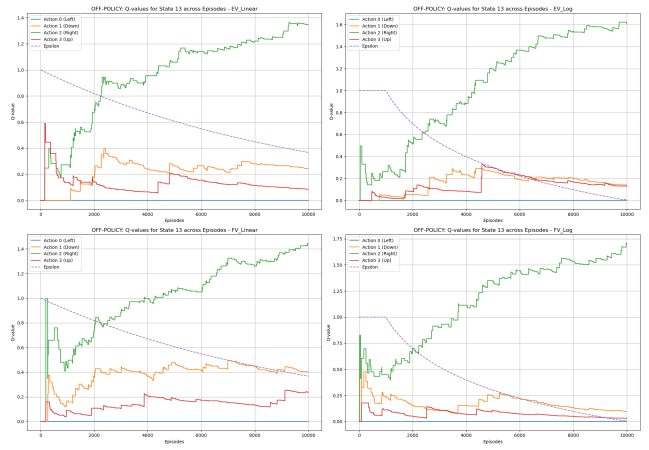 OFF-POLICY: Q-values for State 13 across Episodes - EV_Linear
Action 0 (Left)
Action 1 (Down)
Action 2 (Right)
Action 3 (Up)
Epsilon
Q-value
1.4
1.2
1.0
0.8
0.6
0.4
0.2
0.0
0 2000 4000 6000 8000 10000
Episodes
OFF-POLICY: Q-values for State 13 across Episodes - EV_Log
Action 0 (Left)
Action 1 (Down)
Action 2 (Right)
Action 3 (Up)
Epsilon
Q-value
1.6
1.4
1.2
1.0
0.8
0.6
0.4
0.2
0.0
0 2000 4000 6000 8000 10000
Episodes
OFF-POLICY: Q-values for State 13 across Episodes - FV_Linear
Action 0 (Left)
Action 1 (Down)
Action 2 (Right)
Action 3 (Up)
Epsilon
Q-value
1.4
1.2
1.0
0.8
0.6
0.4
0.2
0.0
0 2000 4000 6000 8000 10000
Episodes
OFF-POLICY: Q-values for State 13 across Episodes - FV_Log
Action 0 (Left)
Action 1 (Down)
Action 2 (Right)
Action 3 (Up)
Epsilon
Q-value
1.75
1.50
1.25
1.00
0.75
0.50
0.25
0.00
0 2000 4000 6000 8000 10000
Episodes